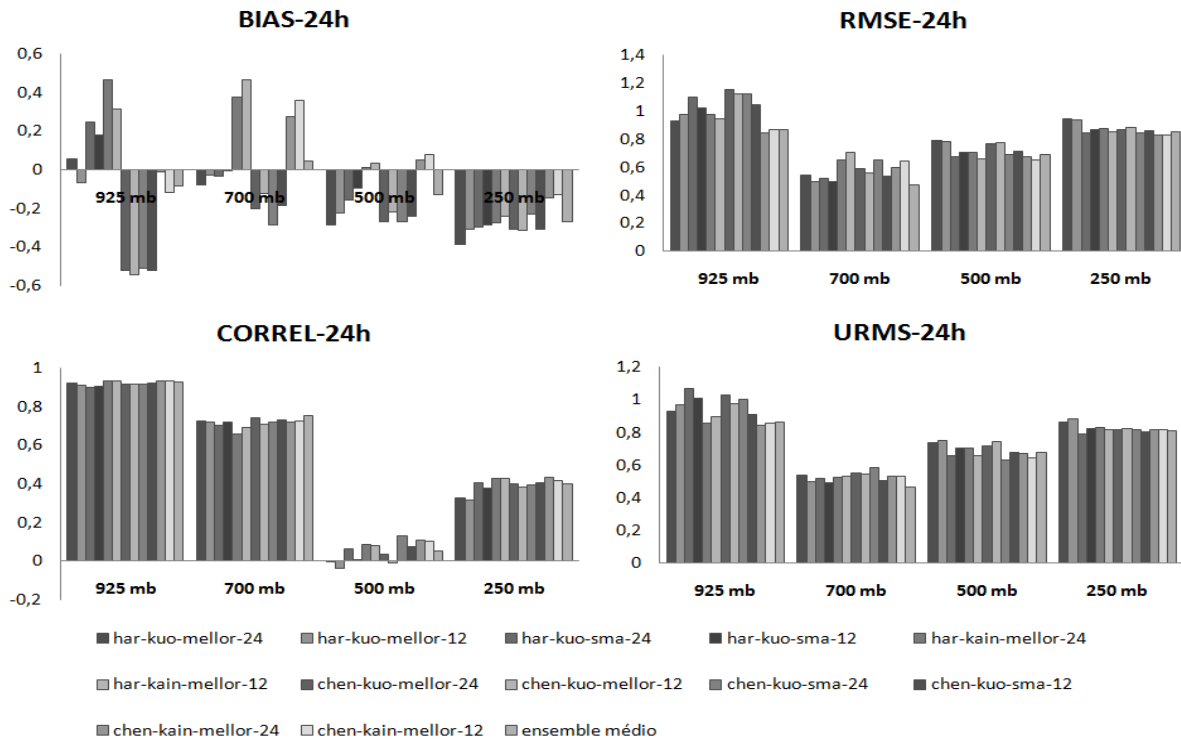 BIAS-24h
0,6
0,4
0,2
0
-0,2
-0,4
-0,6
925 mb
700 mb
500 mb
250 mb
RMSE-24h
1,4
1,2
1
0,8
0,6
0,4
0,2
0
925 mb
700 mb
500 mb
250 mb
CORREL-24h
1
0,8
0,6
0,4
0,2
0
-0,2
925 mb
700 mb
500 mb
250 mb
URMS-24h
1,2
1
0,8
0,6
0,4
0,2
0
925 mb
700 mb
500 mb
250 mb
har-kuo-mellor-24
har-kuo-mellor-12
har-kuo-sma-24
har-kuo-sma-12
har-kain-mellor-24
har-kain-mellor-12
chen-kuo-mellor-24
chen-kuo-mellor-12
chen-kuo-sma-24
chen-kuo-sma-12
chen-kain-mellor-24
chen-kain-mellor-12
ensemble médio